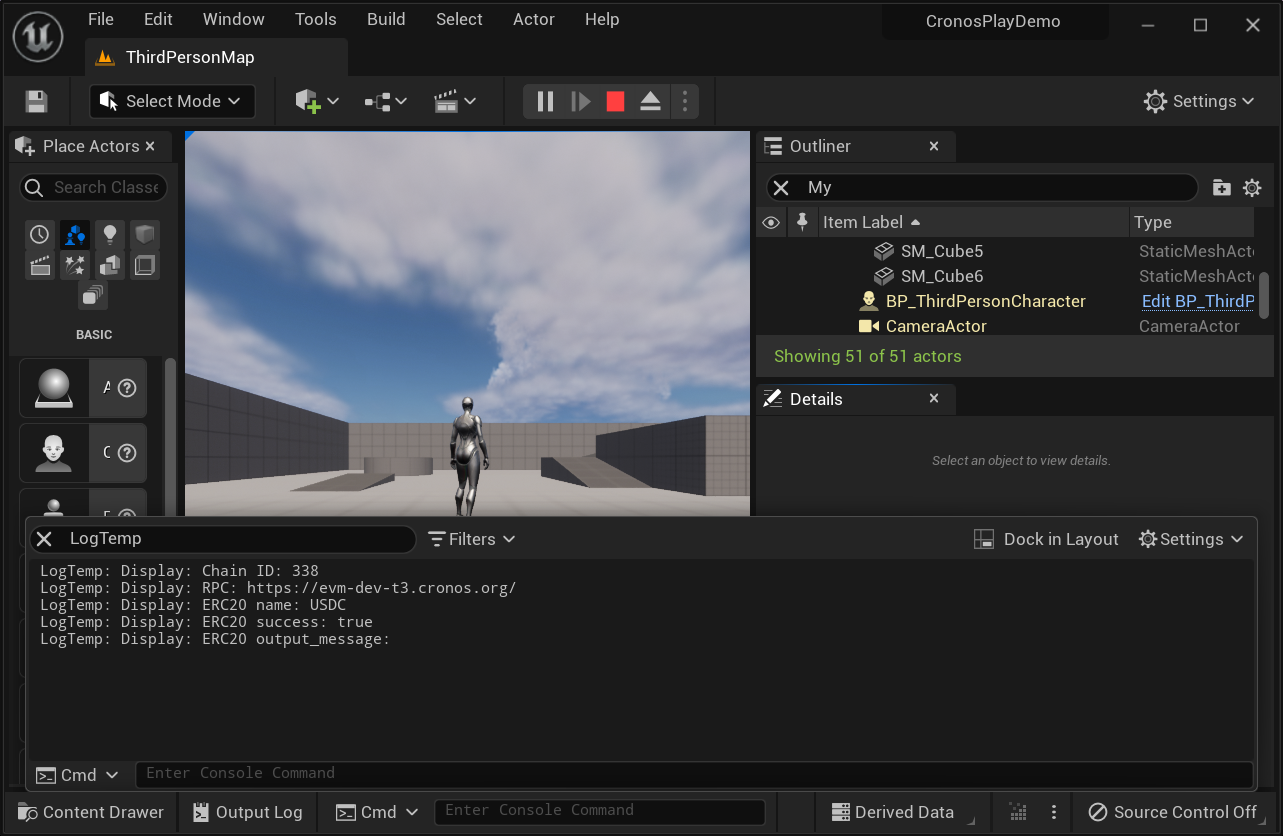 File Edit Window Tools Build Select Actor Help
CronosPlayDemo
ThirdPersonMap
Select Mode
Settings
Place Actors
Search Classe
BASIC
Outliner
My
Item Label Type
SM_Cube5 StaticMeshActo
SM_Cube6 StaticMeshActo
BP_ThirdPersonCharacter Edit BP_ThirdP
CameraActor CameraActor
Showing 51 of 51 actors
Details
Select an object to view details.
LogTemp
Filters
Dock in Layout
Settings
LogTemp: Display: Chain ID: 338
LogTemp: Display: RPC: https://evm-dev-t3.cronos.org/
LogTemp: Display: ERC20 name: USDC
LogTemp: Display: ERC20 success: true
LogTemp: Display: ERC20 output_message:
Cmd
Enter Console Command
Content Drawer
Output Log
Cmd
Enter Console Command
Derived Data
Source Control Off